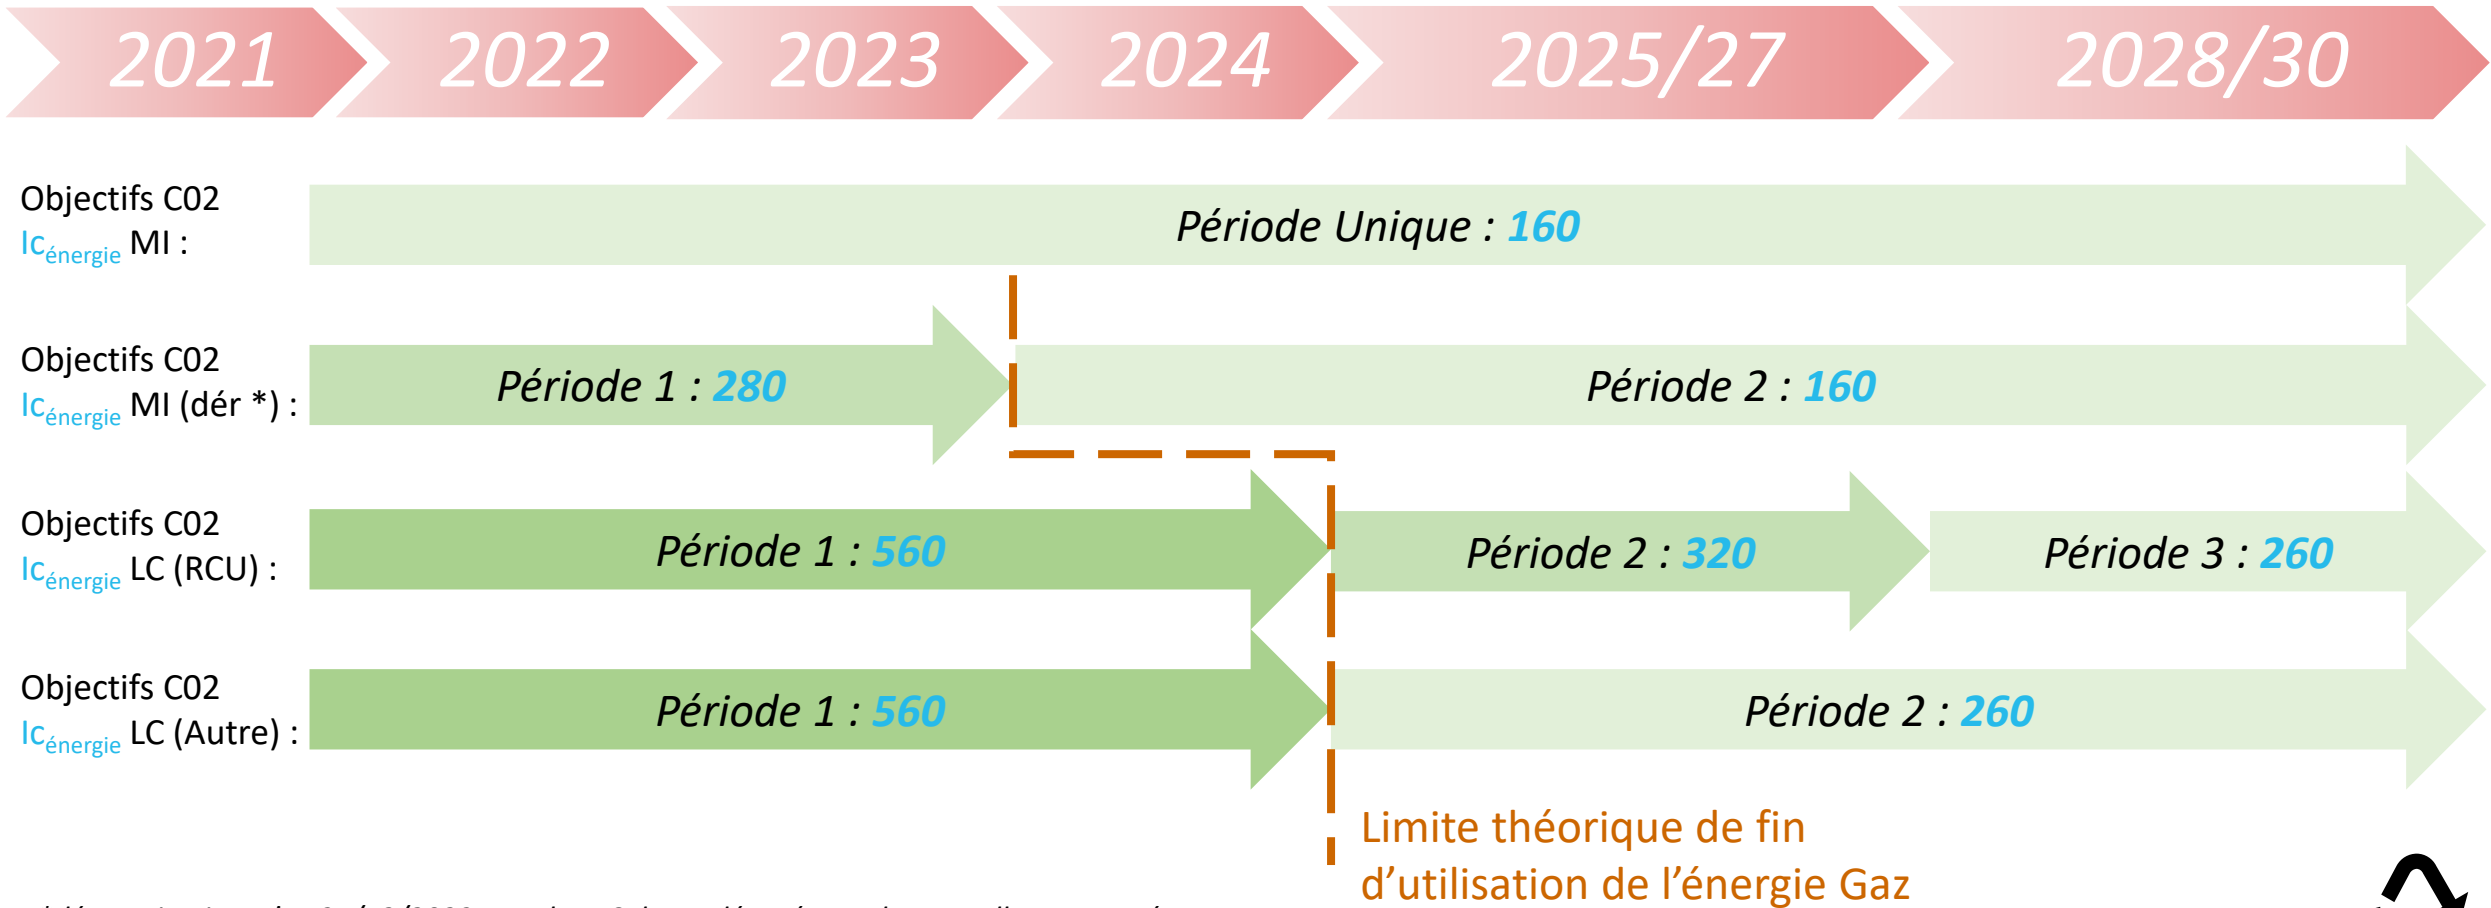 2021 2022 2023 2024 2025/27 2028/30
Objectifs C02
Icénergie MI :
Période Unique : 160
Objectifs C02
Icénergie MI (dér *) :
Période 1 : 280
Période 2 : 160
Objectifs C02
Icénergie LC (RCU) :
Période 1 : 560
Période 2 : 320
Période 3 : 260
Objectifs C02
Icénergie LC (Autre) :
Période 1 : 560
Période 2 : 260
Limite théorique de fin
d’utilisation de l’énergie Gaz